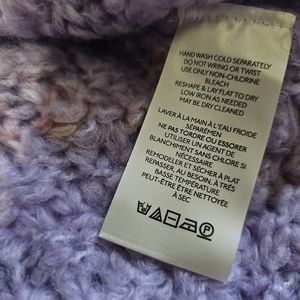 HAND WASH COLD SEPARATELY
DO NOT WRING OR TWIST
USE ONLY NON-CHLORINE
BLEACH
RESHAPE & LAY FLAT TO DRY
LOW IRON AS NEEDED
MAY BE DRY CLEANED
LAVER À LA MAIN À L'EAU FROIDE
SÉPARÉMEN
NE PAS TORDRE OU ESSORER
UTILISER UN AGENT DE
BLANCHIMENT SANS CHLORE SI
NÉCESSAIRE
REMODELER ET SÉCHER À PLAT
REPASSER AU BESOIN, À TRÈS
BASSE TEMPÉRATURE
PEUT-ÊTRE ÊTRE NETTOYÉE
À SEC
P